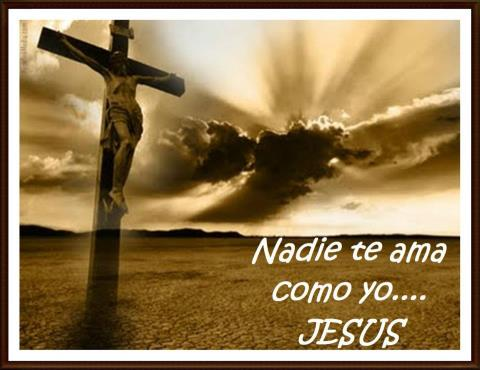 Nadie te ama
como yo....
JESUS